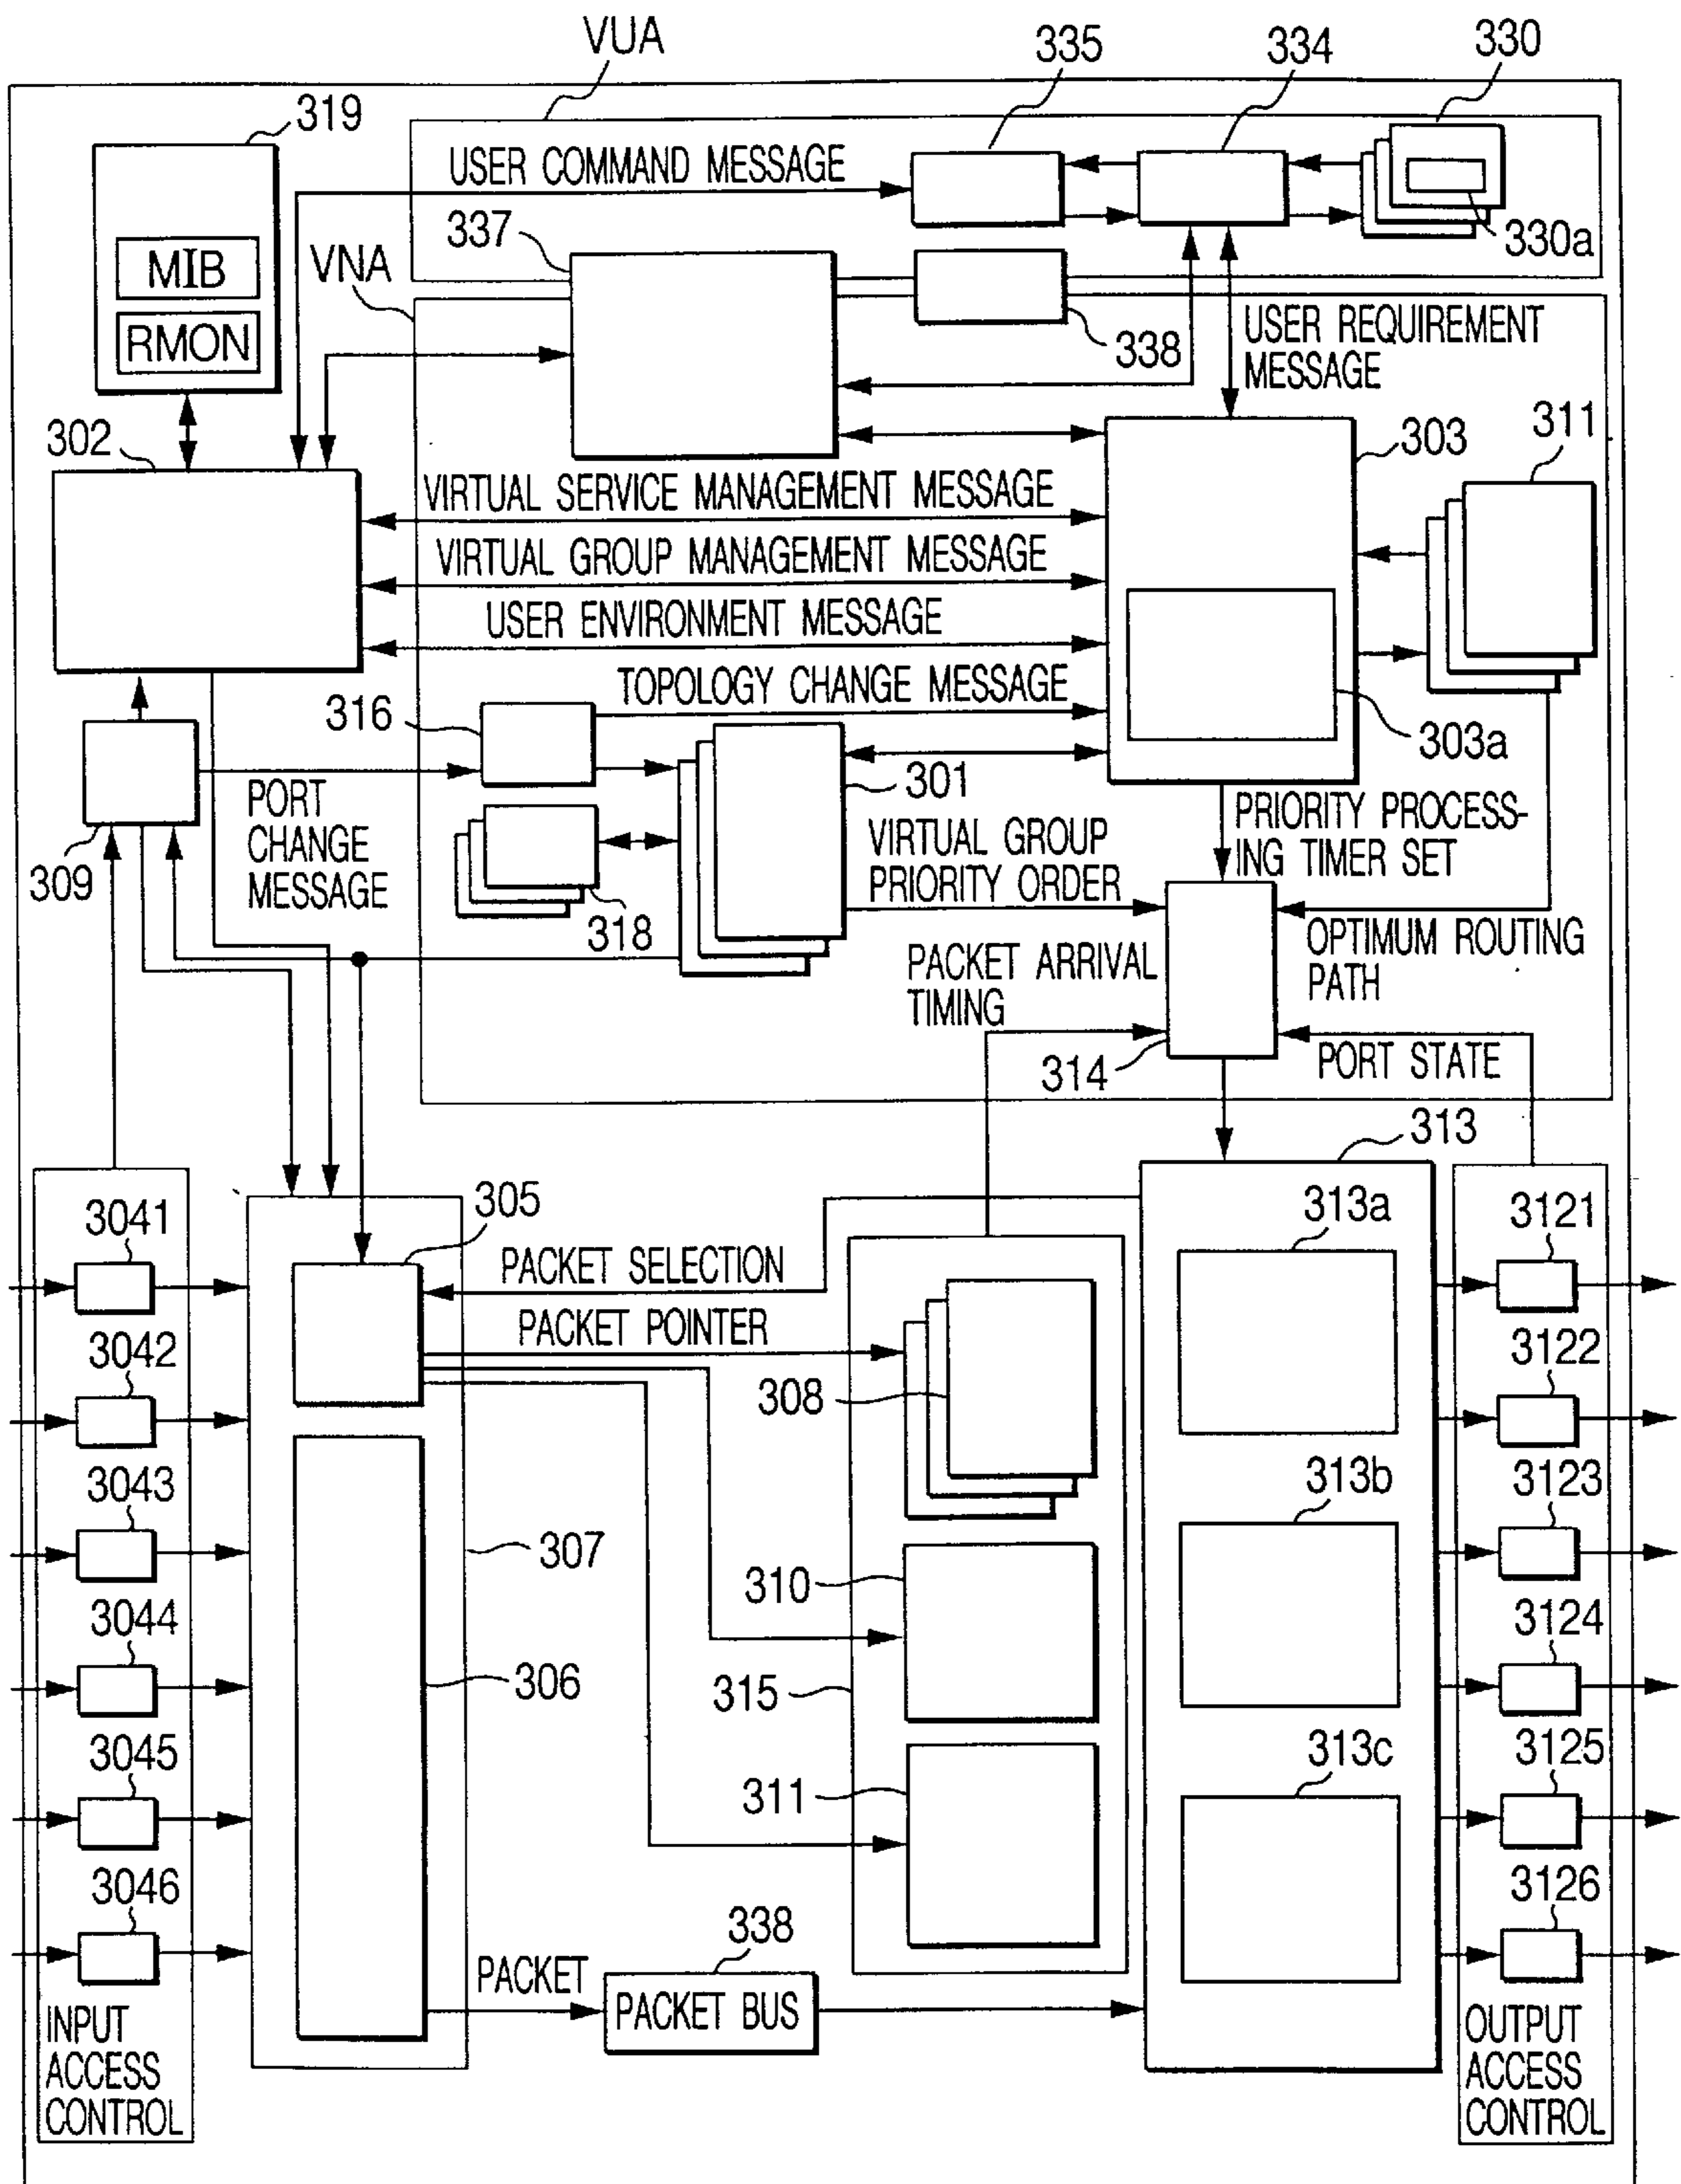 VUA
335
334
330
319
USER COMMAND MESSAGE
337
330a
MIB
VNA
RMON
338
USER REQUIREMENT
MESSAGE
302
303
311
VIRTUAL SERVICE MANAGEMENT MESSAGE
VIRTUAL GROUP MANAGEMENT MESSAGE
USER ENVIRONMENT MESSAGE
TOPOLOGY CHANGE MESSAGE
316
303a
301
PORT
CHANGE
MESSAGE
309
318
VIRTUAL GROUP
PRIORITY ORDER
PRIORITY PROCESS-
ING TIMER SET
PACKET ARRIVAL
TIMING
OPTIMUM ROUTING
PATH
314
PORT STATE
313
3041
305
313a
3121
PACKET SELECTION
PACKET POINTER
3042
3122
308
3043
307
313b
3123
310
3044
306
315
3124
3045
311
313c
3125
3046
338
3126
PACKET
PACKET BUS
INPUT
ACCESS
CONTROL
OUTPUT
ACCESS
CONTROL